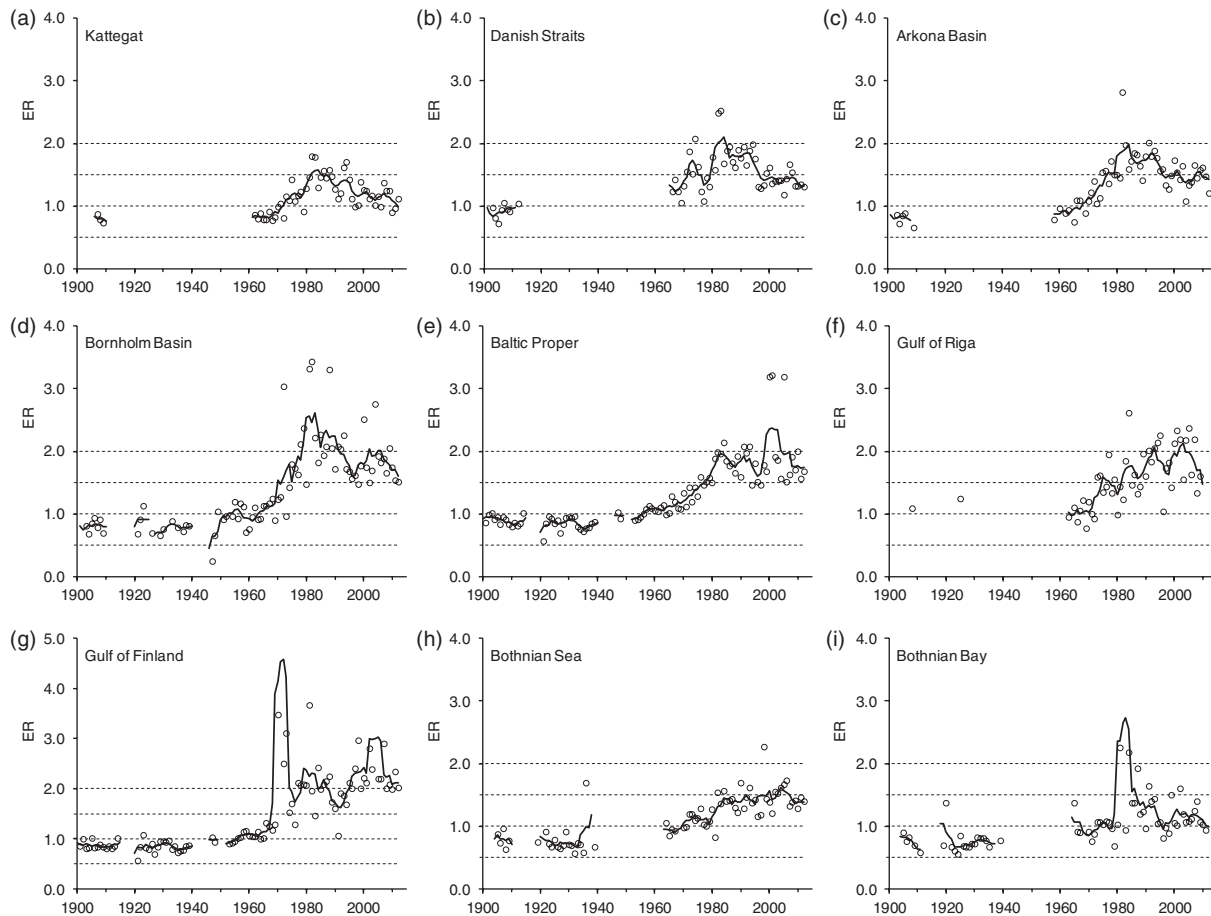 (a)
Kattegat
ER
4.0
3.0
2.0
1.0
0.0
1900 1920 1940 1960 1980 2000
(b)
Danish Straits
ER
4.0
3.0
2.0
1.0
0.0
1900 1920 1940 1960 1980 2000
(c)
Arkona Basin
ER
4.0
3.0
2.0
1.0
0.0
1900 1920 1940 1960 1980 2000
(d)
Bornholm Basin
ER
4.0
3.0
2.0
1.0
0.0
1900 1920 1940 1960 1980 2000
(e)
Baltic Proper
ER
4.0
3.0
2.0
1.0
0.0
1900 1920 1940 1960 1980 2000
(f)
Gulf of Riga
ER
4.0
3.0
2.0
1.0
0.0
1900 1920 1940 1960 1980 2000
(g)
Gulf of Finland
ER
5.0
4.0
3.0
2.0
1.0
0.0
1900 1920 1940 1960 1980 2000
(h)
Bothnian Sea
ER
4.0
3.0
2.0
1.0
0.0
1900 1920 1940 1960 1980 2000
(i)
Bothnian Bay
ER
4.0
3.0
2.0
1.0
0.0
1900 1920 1940 1960 1980 2000